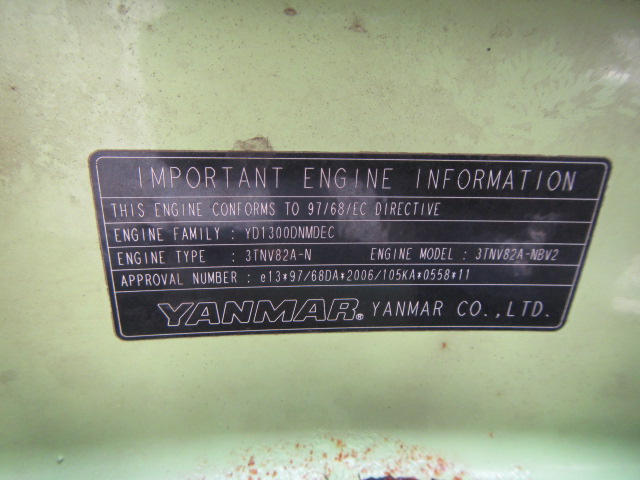 IMPORTANT ENGINE INFORMATION
THIS ENGINE CONFORMS TO 97/68/EC DIRECTIVE
ENGINE FAMILY : YD1300DNMDEC
ENGINE TYPE : 3TNV82A-N ENGINE MODEL : 3TNV82A-NBV2
APPROVAL NUMBER : e13*97/68DA*2006/105KA*0558*11
YANMAR® YANMAR CO.,LTD.